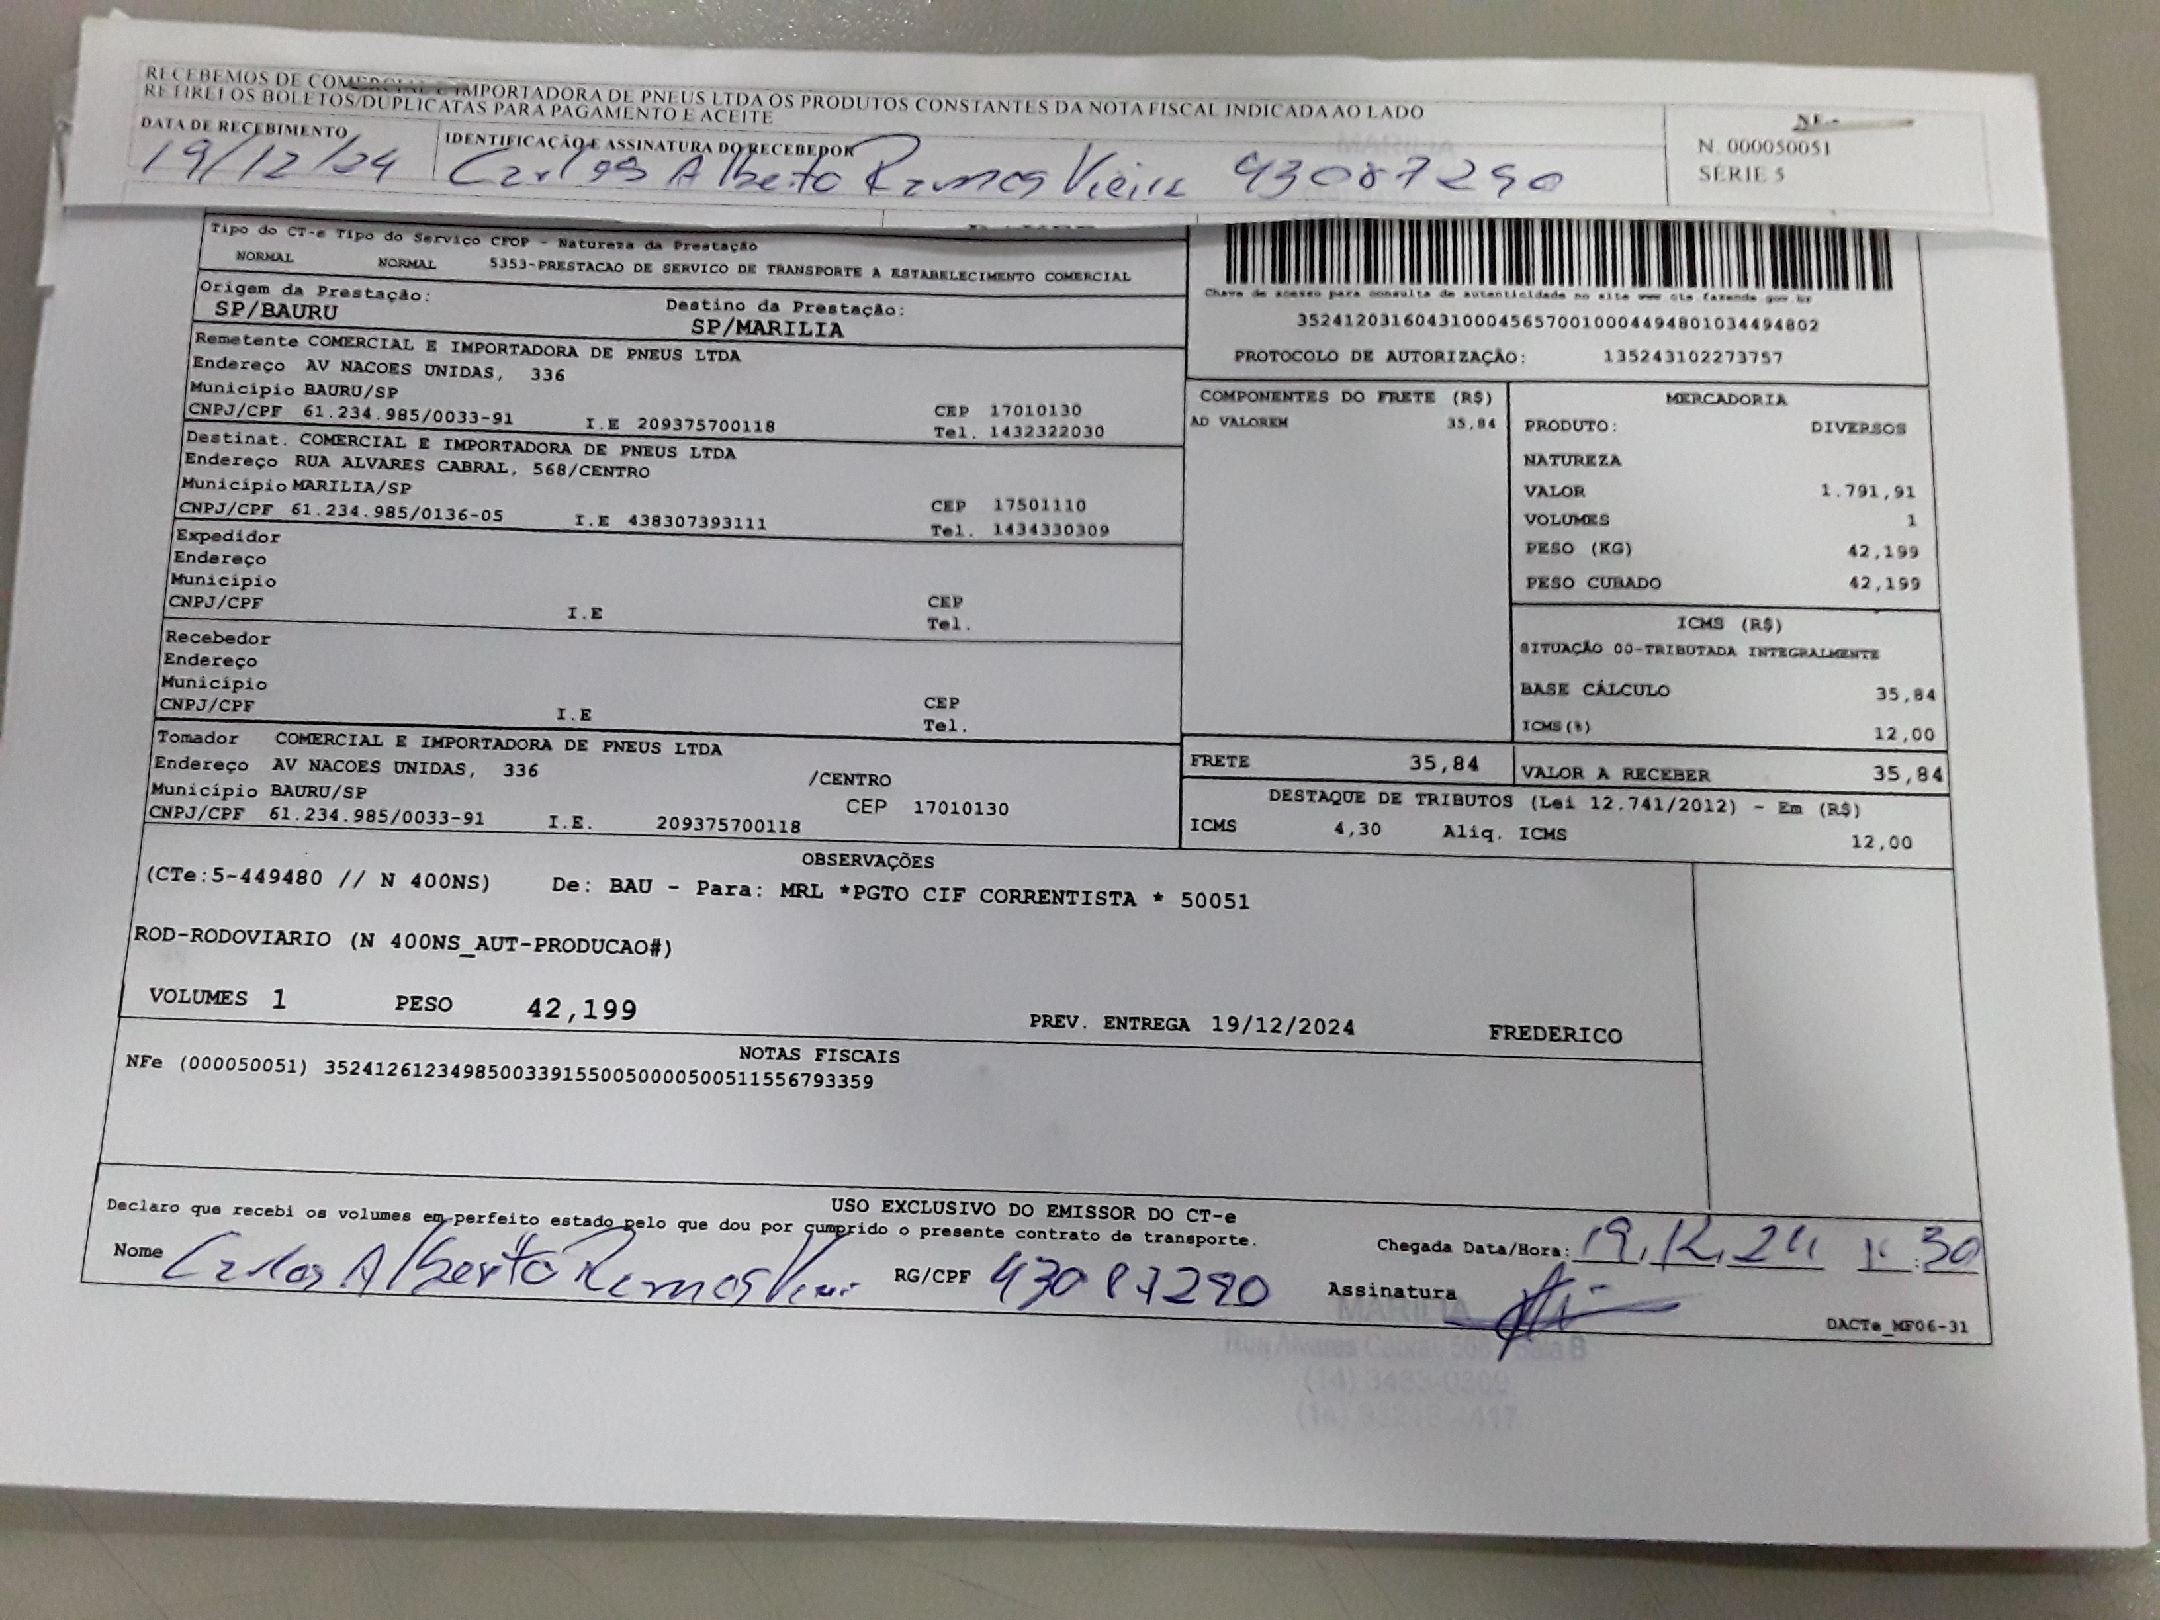 RECEBEMOS DE COMERCIAL E IMPORTADORA DE PNEUS LTDA OS PRODUTOS CONSTANTES DA NOTA FISCAL INDICADA AO LADO
RETIREI OS BOLETOS/DUPLICATAS PARA PAGAMENTO E ACEITE
DATA DE RECEBIMENTO IDENTIFICAÇÃO E ASSINATURA DO RECEBEDOR
19/12/24 Carlos Alberto Ramos Vieira 43087290
N. 000050051
SÉRIE 5
Tipo do CT-e Tipo do Serviço CFOP - Natureza da Prestação
NORMAL NORMAL 5353-PRESTACAO DE SERVICO DE TRANSPORTE A ESTABELECIMENTO COMERCIAL
Origem da Prestação: Destino da Prestação:
SP/BAURU SP/MARILIA
Chave de acesso para consulta de autenticidade no site www.cte.fazenda.gov.br
35241203160431000456570010004494801034494802
PROTOCOLO DE AUTORIZAÇÃO: 135243102273757
Remetente COMERCIAL E IMPORTADORA DE PNEUS LTDA
Endereço AV NACOES UNIDAS, 336
Município BAURU/SP
CEP 17010130
CNPJ/CPF 61.234.985/0033-91 I.E 209375700118 Tel. 1432322030
Destinat. COMERCIAL E IMPORTADORA DE PNEUS LTDA
Endereço RUA ALVARES CABRAL, 568/CENTRO
Município MARILIA/SP CEP 17501110
CNPJ/CPF 61.234.985/0136-05 I.E 438307393111 Tel. 1434330309
Expedidor
Endereço
Município CEP
CNPJ/CPF I.E Tel.
Recebedor
Endereço
Município CEP
CNPJ/CPF I.E Tel.
Tomador COMERCIAL E IMPORTADORA DE PNEUS LTDA
Endereço AV NACOES UNIDAS, 336 /CENTRO
Município BAURU/SP CEP 17010130
CNPJ/CPF 61.234.985/0033-91 I.E. 209375700118
COMPONENTES DO FRETE (R$)
AD VALOREM 35,84
MERCADORIA
PRODUTO: DIVERSOS
NATUREZA
VALOR 1.791,91
VOLUMES 1
PESO (KG) 42,199
PESO CUBADO 42,199
ICMS (R$)
SITUAÇÃO 00-TRIBUTADA INTEGRALMENTE
BASE CÁLCULO 35,84
ICMS(%) 12,00
FRETE 35,84 VALOR A RECEBER 35,84
DESTAQUE DE TRIBUTOS (Lei 12.741/2012) - Em (R$)
ICMS 4,30 Aliq. ICMS 12,00
OBSERVAÇÕES
(CTe:5-449480 // N 400NS) De: BAU - Para: MRL *PGTO CIF CORRENTISTA * 50051
ROD-RODOVIARIO (N 400NS_AUT-PRODUCAO#)
VOLUMES 1 PESO 42,199 PREV. ENTREGA 19/12/2024 FREDERICO
NOTAS FISCAIS
NFe (000050051) 35241261234985003391550050000500511556793359
USO EXCLUSIVO DO EMISSOR DO CT-e
Declaro que recebi os volumes em perfeito estado pelo que dou por cumprido o presente contrato de transporte.
Chegada Data/Hora: 19.12.24 :30
Nome Carlos Alberto Ramos Vieira RG/CPF 43087290 Assinatura
DACTe_MF06-31
MARILIA
(14) 3433-0309